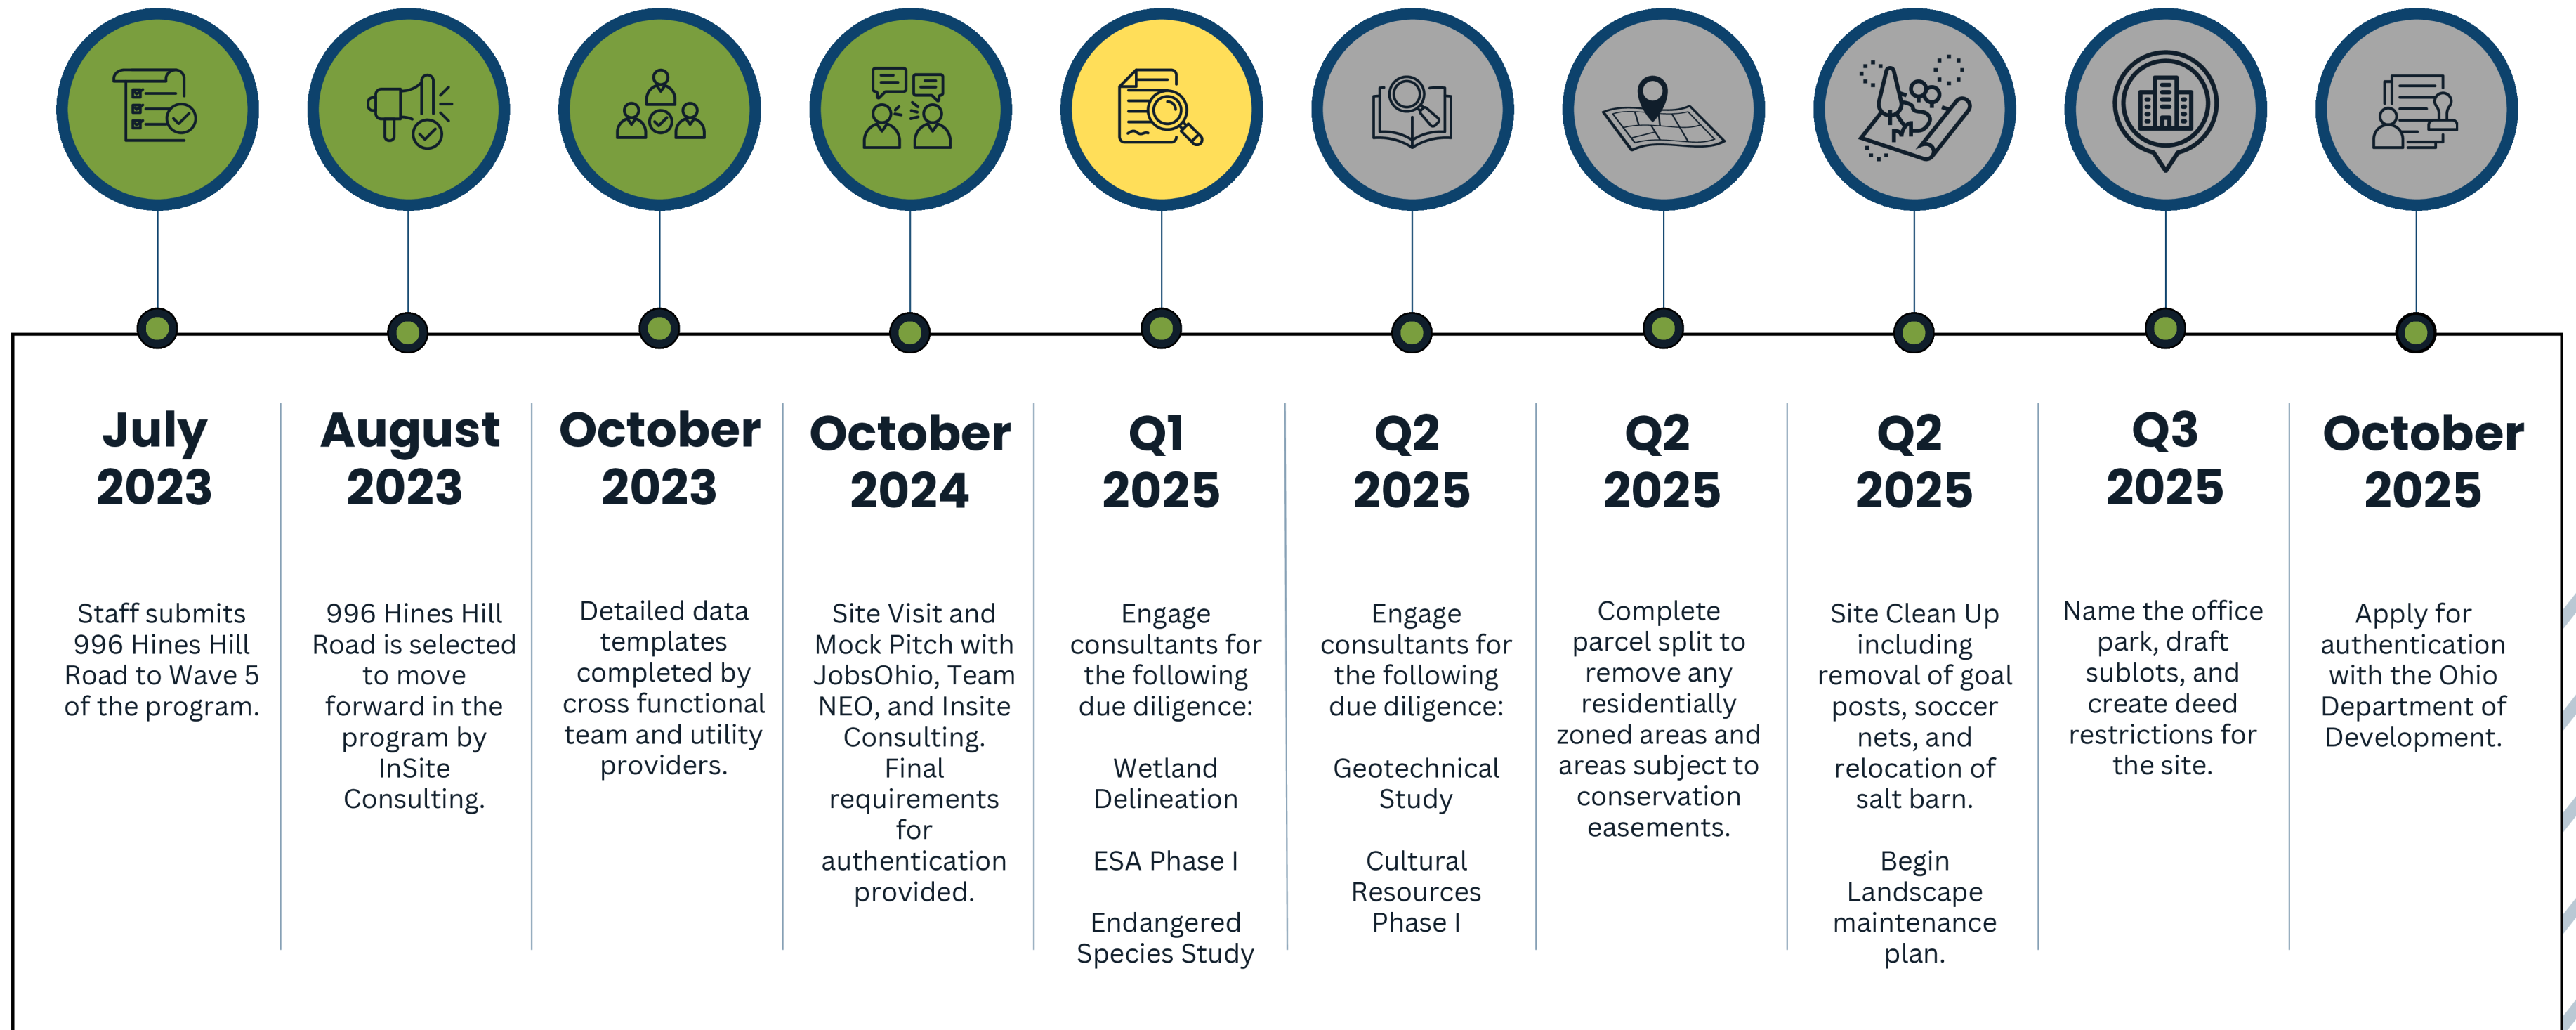 July
2023
Staff submits
996 Hines Hill
Road to Wave 5
of the program.
August
2023
996 Hines Hill
Road is selected
to move
forward in the
program by
InSite
Consulting.
October
2023
Detailed data
templates
completed by
cross functional
team and utility
providers.
October
2024
Site Visit and
Mock Pitch with
JobsOhio, Team
NEO, and Insite
Consulting.
Final
requirements
for
authentication
provided.
Q1
2025
Engage
consultants for
the following
due diligence:
Wetland
Delineation
ESA Phase I
Endangered
Species Study
Q2
2025
Engage
consultants for
the following
due diligence:
Geotechnical
Study
Cultural
Resources
Phase I
Q2
2025
Complete
parcel split to
remove any
residentially
zoned areas and
areas subject to
conservation
easements.
Q2
2025
Site Clean Up
including
removal of goal
posts, soccer
nets, and
relocation of
salt barn.
Begin
Landscape
maintenance
plan.
Q3
2025
Name the office
park, draft
sublots, and
create deed
restrictions for
the site.
October
2025
Apply for
authentication
with the Ohio
Department of
Development.